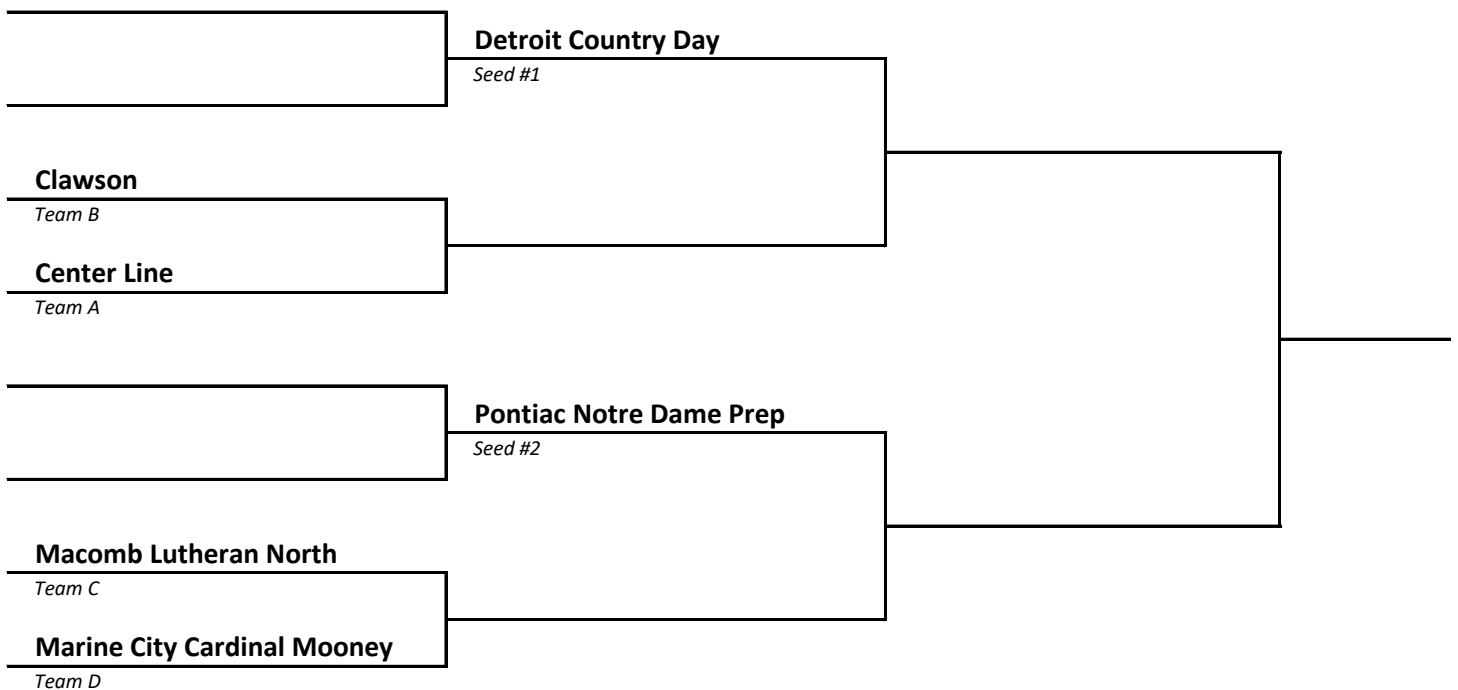 Detroit Country Day
Seed #1
Clawson
Team B
Center Line
Team A
Pontiac Notre Dame Prep
Seed #2
Macomb Lutheran North
Team C
Marine City Cardinal Mooney
Team D